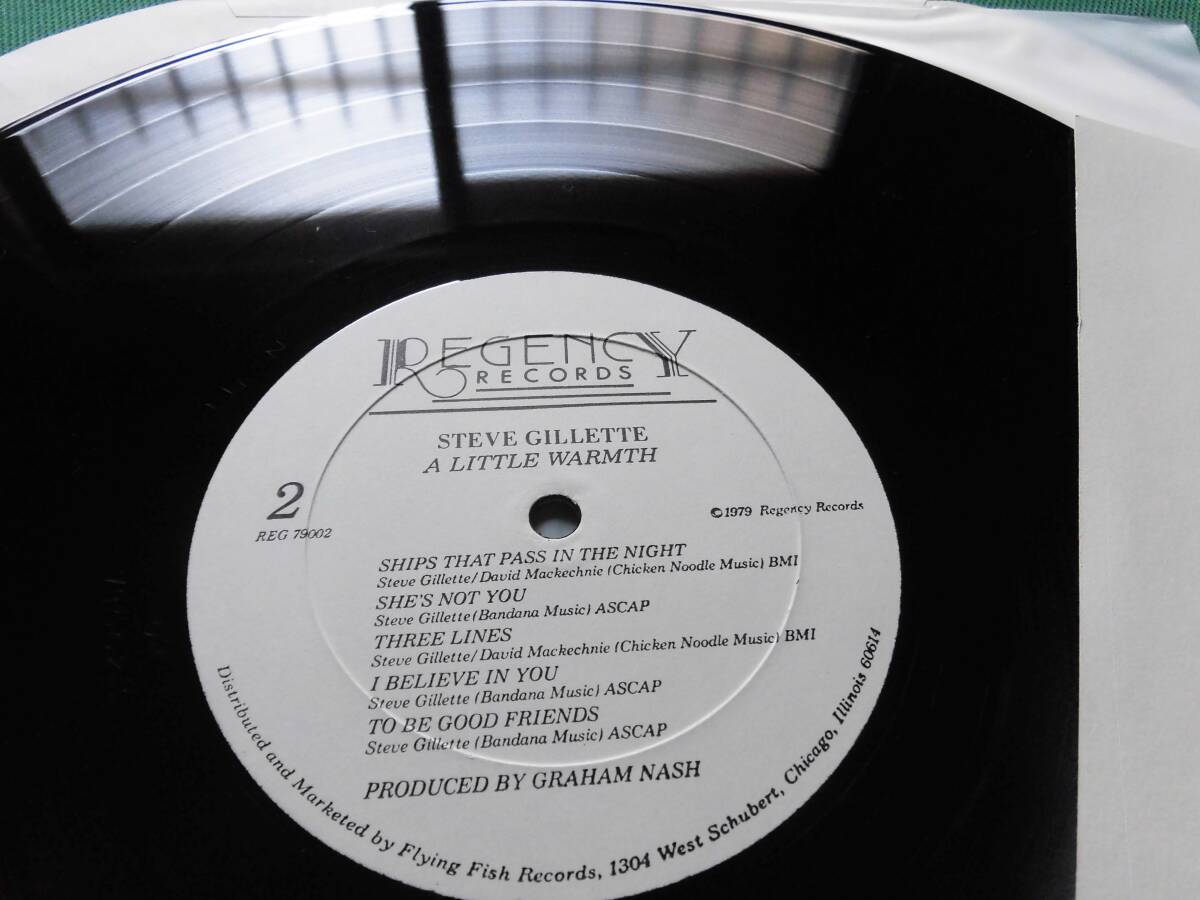 REGENCY
RECORDS
STEVE GILLETTE
A LITTLE WARMTH
2
REG 79002
©1979 Regency Records
SHIPS THAT PASS IN THE NIGHT
Steve Gillette/David Mackechnie (Chicken Noodle Music) BMI
SHE'S NOT YOU
Steve Gillette (Bandana Music) ASCAP
THREE LINES
Steve Gillette/David Mackechnie (Chicken Noodle Music) BMI
I BELIEVE IN YOU
Steve Gillette (Bandana Music) ASCAP
TO BE GOOD FRIENDS
Steve Gillette (Bandana Music) ASCAP
PRODUCED BY GRAHAM NASH
Distributed and Marketed by Flying Fish Records, 1304 West Schubert, Chicago, Illinois 60614